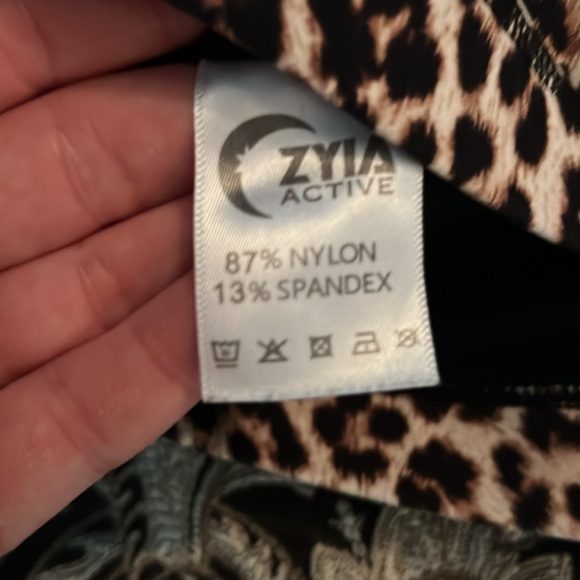 ZYIA
ACTIVE
87% NYLON
13% SPANDEX